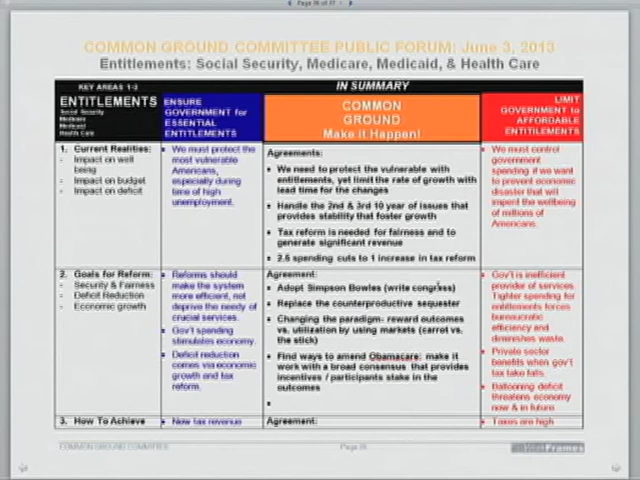 Page 26 of 27
COMMON GROUND COMMITTEE PUBLIC FORUM: June 3, 2013
Entitlements: Social Security, Medicare, Medicaid, & Health Care
KEY AREAS 1-3
IN SUMMARY
ENTITLEMENTS
Social Security
Medicare
Medicaid
Health Care
ENSURE
GOVERNMENT for
ESSENTIAL
ENTITLEMENTS
COMMON
GROUND
Make it Happen!
LIMIT
GOVERNMENT to
AFFORDABLE
ENTITLEMENTS
1. Current Realities:
- Impact on well
being
- Impact on budget
- Impact on deficit
• We must protect the
most vulnerable
Americans,
especially during
time of high
unemployment.
Agreements:
• We need to protect the vulnerable with
entitlements, yet limit the rate of growth with
lead time for the changes
• Handle the 2nd & 3rd 10 year of issues that
provides stability that foster growth
• Tax reform is needed for fairness and to
generate significant revenue
• 2.5 spending cuts to 1 increase in tax reform
• We must control
government
spending if we want
to prevent economic
disaster that will
impart the wellbeing
of millions of
Americans.
2. Goals for Reform:
- Security & Fairness
- Deficit Reduction
- Economic growth
• Reforms should
make the system
more efficient, not
deprive the needy of
crucial services.
• Gov't spending
stimulates economy.
• Deficit reduction
comes via economic
growth and tax
reform.
Agreement:
• Adopt Simpson Bowles (write congress)
• Replace the counterproductive sequester
• Changing the paradigm- reward outcomes
vs. utilization by using markets (carrot vs.
the stick)
• Find ways to amend Obamacare: make it
work with a broad consensus that provides
incentives / participants stake in the
outcomes
•
• Gov't is inefficient
provider of services.
Tighter spending for
entitlements forces
bureaucratic
efficiency and
diminishes waste.
• Private sector
benefits when gov't
tax take falls.
• Ballooning deficit
threatens economy
now & in future
3. How To Achieve
• New tax revenue
Agreement:
• Taxes are high
COMMON GROUND COMMITTEE
Page 26
Frames